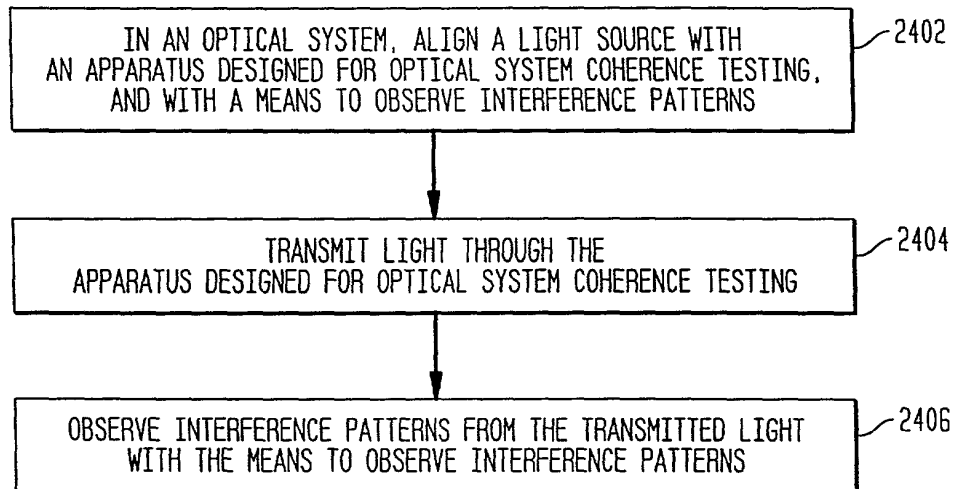 IN AN OPTICAL SYSTEM, ALIGN A LIGHT SOURCE WITH
AN APPARATUS DESIGNED FOR OPTICAL SYSTEM COHERENCE TESTING,
AND WITH A MEANS TO OBSERVE INTERFERENCE PATTERNS
2402
TRANSMIT LIGHT THROUGH THE
APPARATUS DESIGNED FOR OPTICAL SYSTEM COHERENCE TESTING
2404
OBSERVE INTERFERENCE PATTERNS FROM THE TRANSMITTED LIGHT
WITH THE MEANS TO OBSERVE INTERFERENCE PATTERNS
2406